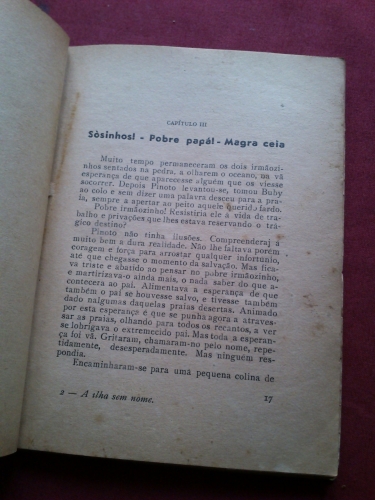 CAPÍTULO III
Sòsinhos! - Pobre papá! - Magra ceia
Muito tempo permaneceram os dois irmãozi-
nhos sentados na pedra, a olharem o oceano, na vã
esperança de que aparecesse alguém que os viesse
socorrer. Depois Pinoto levantou-se, tomou Buby
ao colo e sem dizer uma palavra desceu para a pra-
ia, sempre a apertar ao peito aquele querido fardo.
Pobre irmãozinho! Resistiria ele à vida de tra-
balho e privações que lhes estava reservando o trá-
gico destino?
Pinoto não tinha ilusões. Compreendera já
muito bem a dura realidade. Não lhe faltava porém
coragem e força para arrostar qualquer infortúnio,
até que chegasse o momento da salvação. Mas fica-
va triste e abatido ao pensar no pobre irmãozinho,
e martirizava-o ainda mais, o nada saber do que a-
contecera ao pai. Alimentava a esperança de que
também o pai se houvesse salvo, e tivesse também
dado nalguma daquelas praias desertas. Animado
por esta esperança é que se punha agora a atraves-
sar as praias, olhando para todos os recantos, a ver
se lobrigava o extremecido pai. Mas toda a esperan-
ça foi vã. Gritaram, chamaram-no pelo nome, repe-
tidamente, desesperadamente. Mas ninguem res-
pondia.
Encaminharam-se para umã pequena colina de
2 — A ilha sem nome.
17